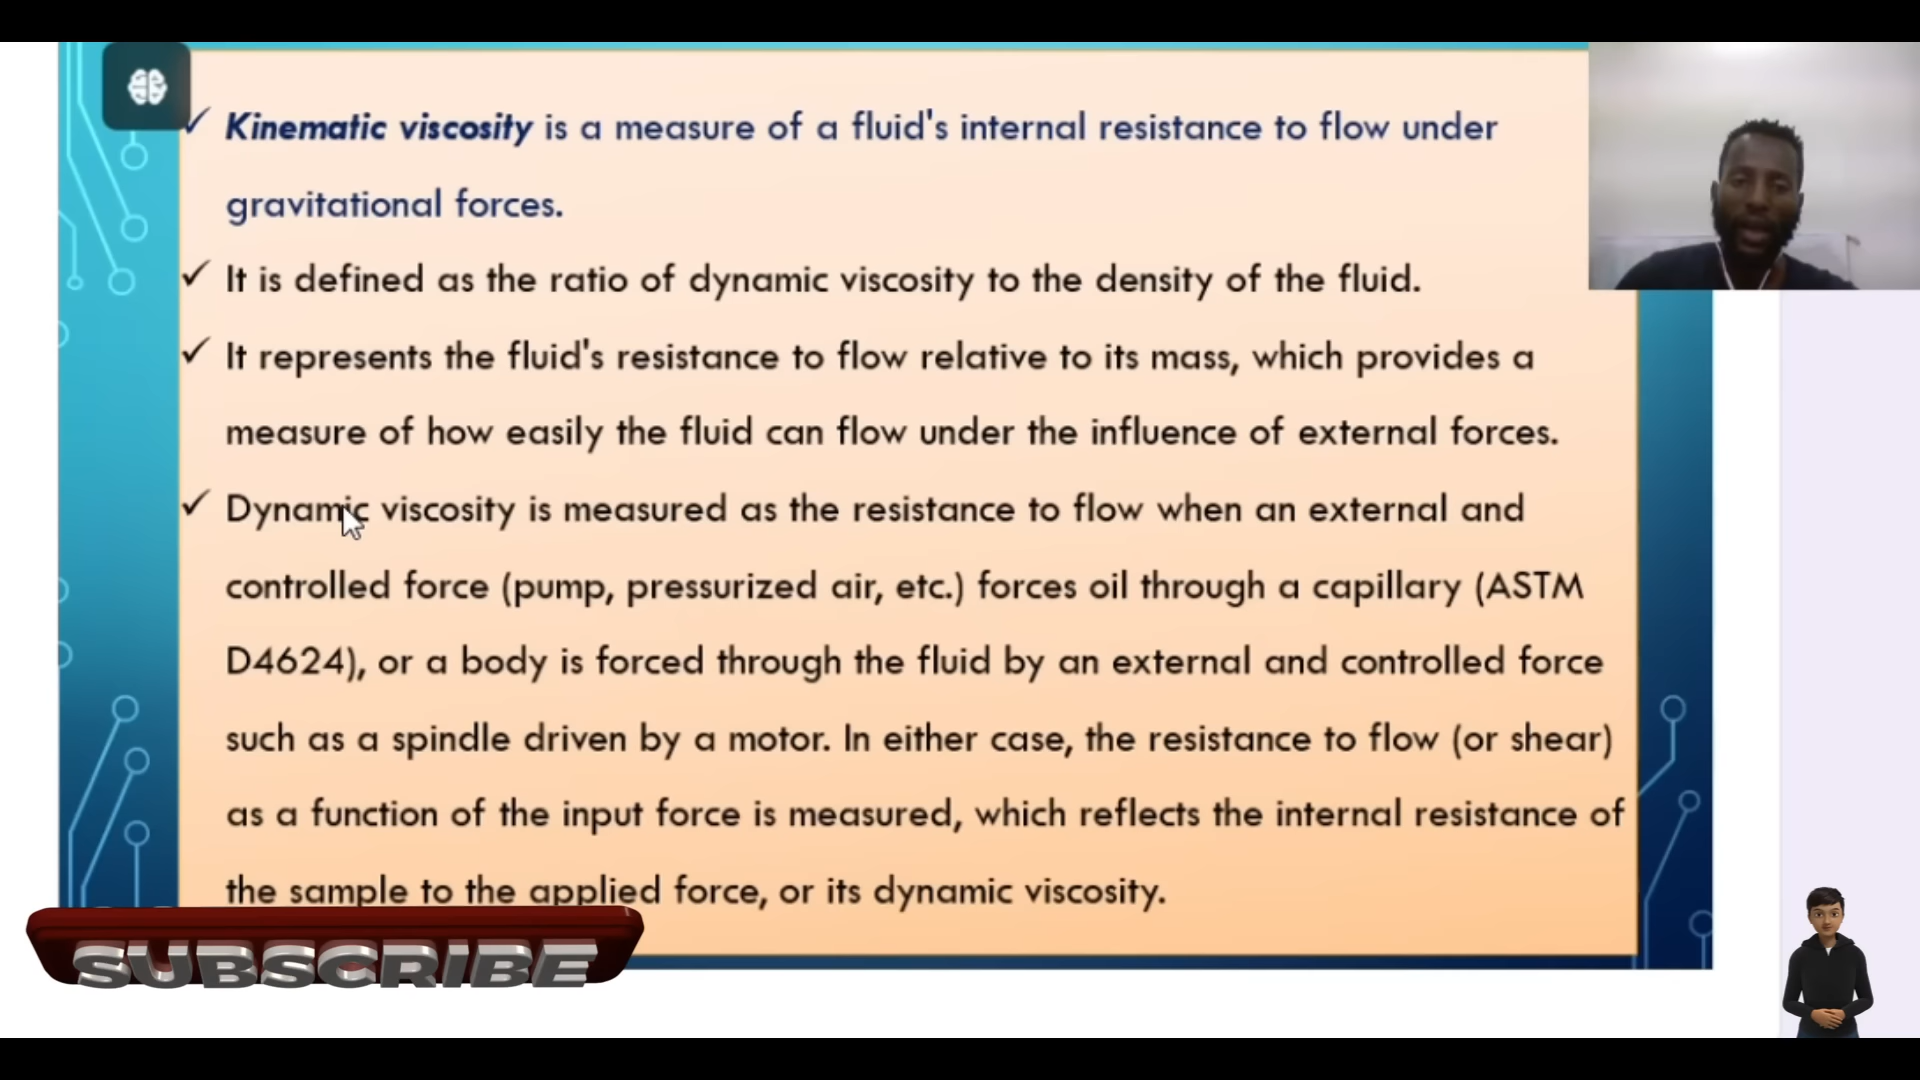 ✓ Kinematic viscosity is a measure of a fluid's internal resistance to flow under
gravitational forces.
✓ It is defined as the ratio of dynamic viscosity to the density of the fluid.
✓ It represents the fluid's resistance to flow relative to its mass, which provides a
measure of how easily the fluid can flow under the influence of external forces.
✓ Dynamic viscosity is measured as the resistance to flow when an external and
controlled force (pump, pressurized air, etc.) forces oil through a capillary (ASTM
D4624), or a body is forced through the fluid by an external and controlled force
such as a spindle driven by a motor. In either case, the resistance to flow (or shear)
as a function of the input force is measured, which reflects the internal resistance of
the sample to the applied force, or its dynamic viscosity.
SUBSCRIBE